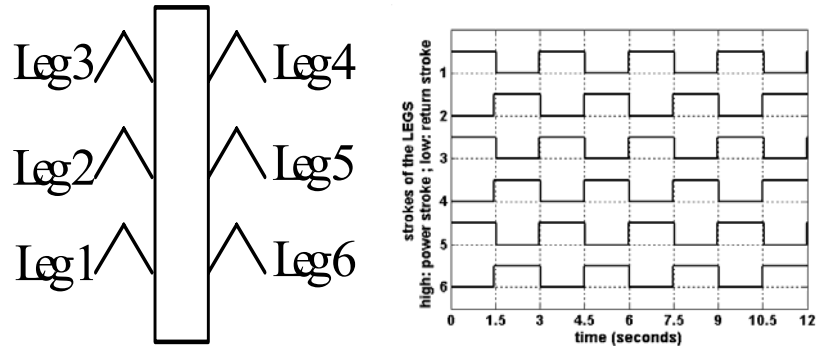 Leg3
Leg4
Leg2
Leg5
Leg1
Leg6
strokes of the LEGS
high: power stroke ; low: return stroke
1
2
3
4
5
6
0 1.5 3 4.5 6 7.5 9 10.5 12
time (seconds)